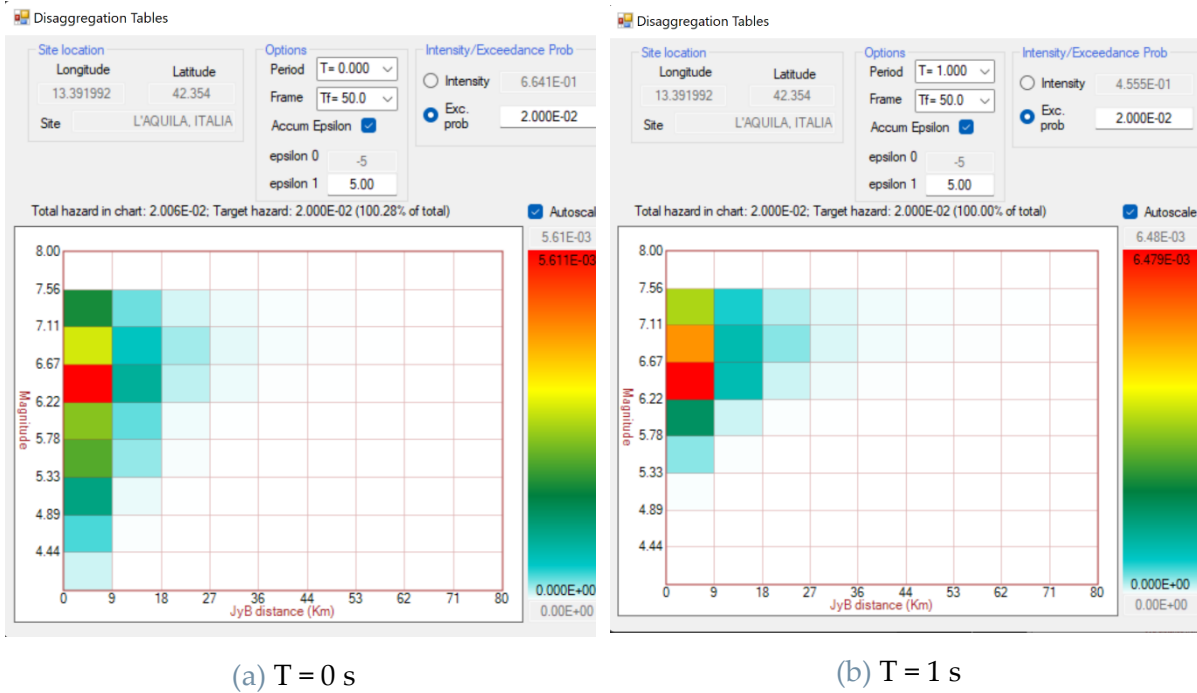 Disaggregation Tables
Site location
Longitude Latitude
13.391992 42.354
Site L'AQUILA, ITALIA
Options
Period T= 0.000
Frame Tf= 50.0
Accum Epsilon
epsilon 0 -5
epsilon 1 5.00
Intensity/Exceedance Prob
Intensity 6.641E-01
Exc. prob 2.000E-02
Total hazard in chart: 2.006E-02; Target hazard: 2.000E-02 (100.28% of total)
Autoscal
5.61E-03
5.611E-03
0.000E+00
0.00E+00
8.00
7.56
7.11
6.67
6.22
5.78
5.33
4.89
4.44
Magnitude
0 9 18 27 36 44 53 62 71 80
JyB distance (Km)
(a) T = 0 s
Disaggregation Tables
Site location
Longitude Latitude
13.391992 42.354
Site L'AQUILA, ITALIA
Options
Period T= 1.000
Frame Tf= 50.0
Accum Epsilon
epsilon 0 -5
epsilon 1 5.00
Intensity/Exceedance Prob
Intensity 4.555E-01
Exc. prob 2.000E-02
Total hazard in chart: 2.000E-02; Target hazard: 2.000E-02 (100.00% of total)
Autoscale
6.48E-03
6.479E-03
0.000E+00
0.00E+00
8.00
7.56
7.11
6.67
6.22
5.78
5.33
4.89
4.44
Magnitude
0 9 18 27 36 44 53 62 71 80
JyB distance (Km)
(b) T = 1 s